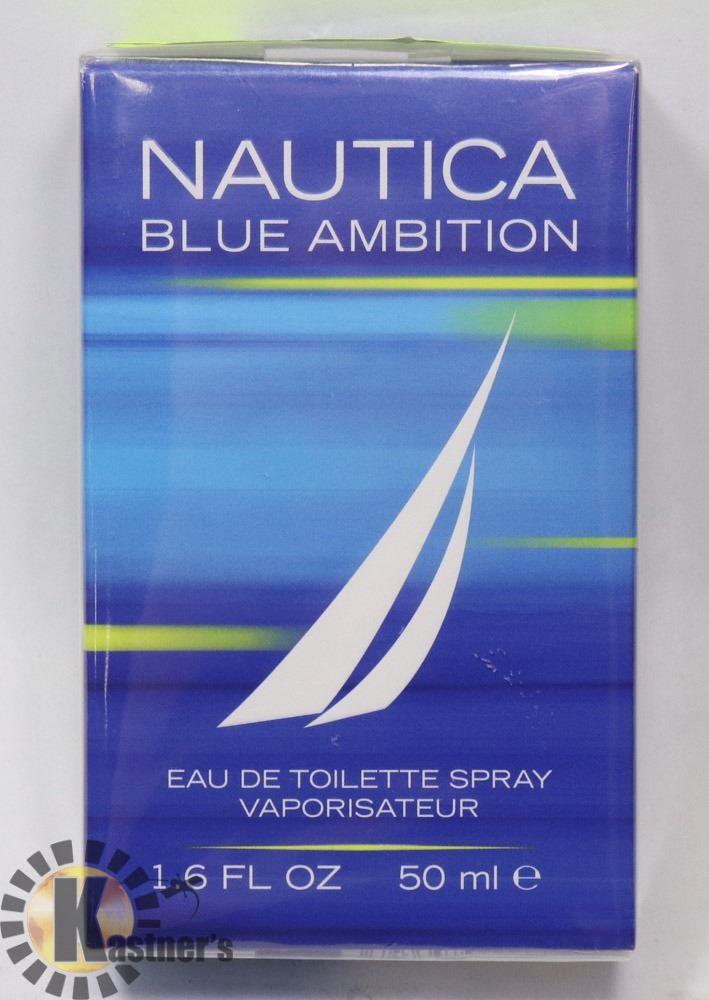 NAUTICA
BLUE AMBITION
EAU DE TOILETTE SPRAY
VAPORISATEUR
1.6 FL OZ 50 ml ℮
Kastner's